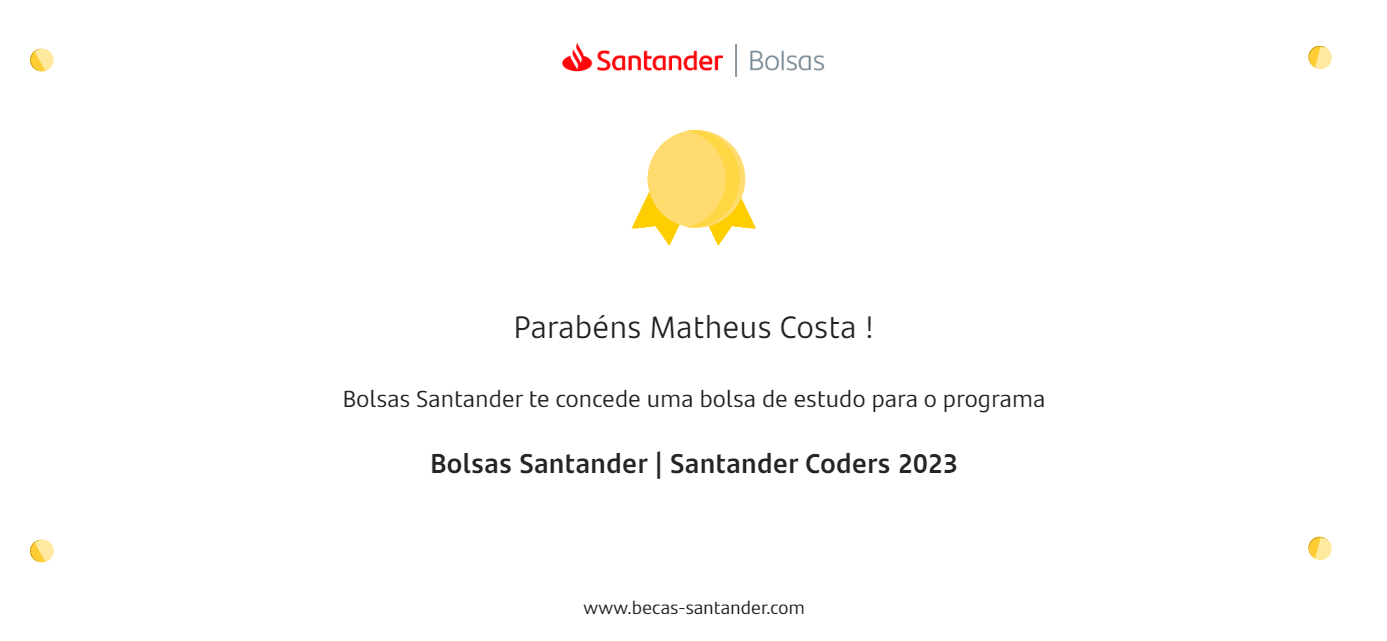 Santander | Bolsas
Parabéns Matheus Costa !
Bolsas Santander te concede uma bolsa de estudo para o programa
Bolsas Santander | Santander Coders 2023
www.becas-santander.com